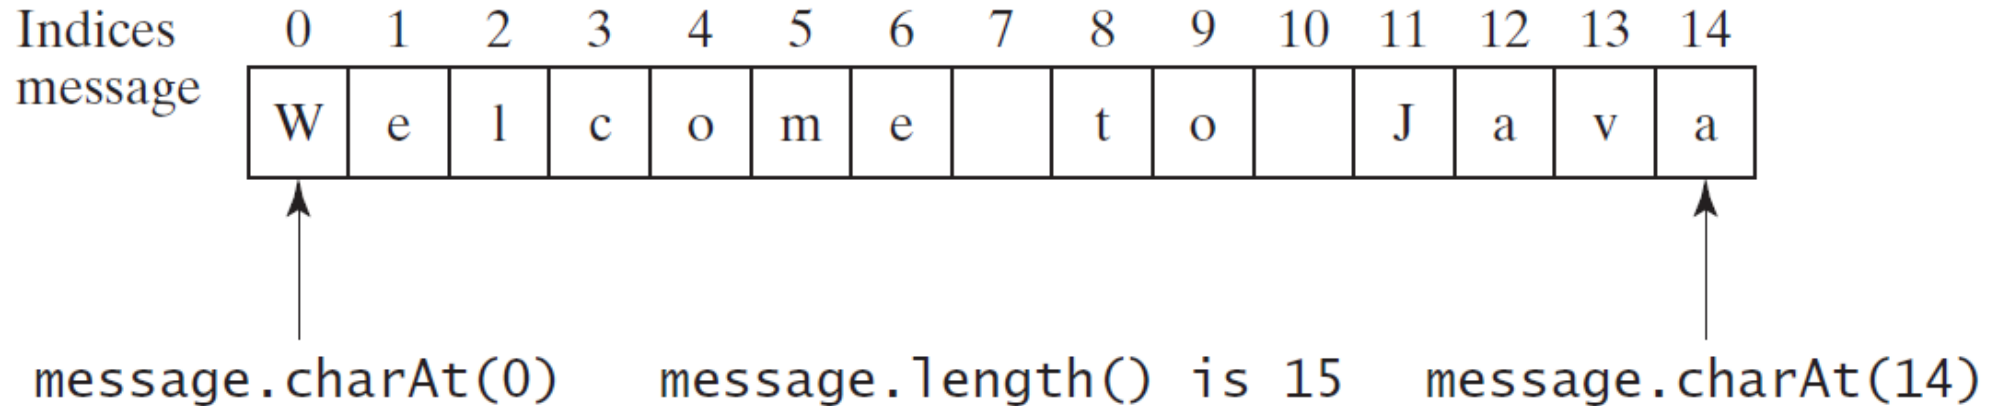 Indices 0 1 2 3 4 5 6 7 8 9 10 11 12 13 14
message W e l c o m e t o J a v a
message.charAt(0) message.length() is 15 message.charAt(14)